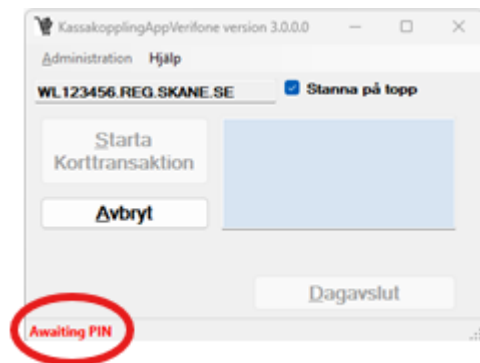 KassakopplingAppVerifone version 3.0.0.0
Administration Hjälp
WL123456.REG.SKANE.SE Stanna på topp
Starta
Korttransaktion
Avbryt
Dagavslut
Awaiting PIN